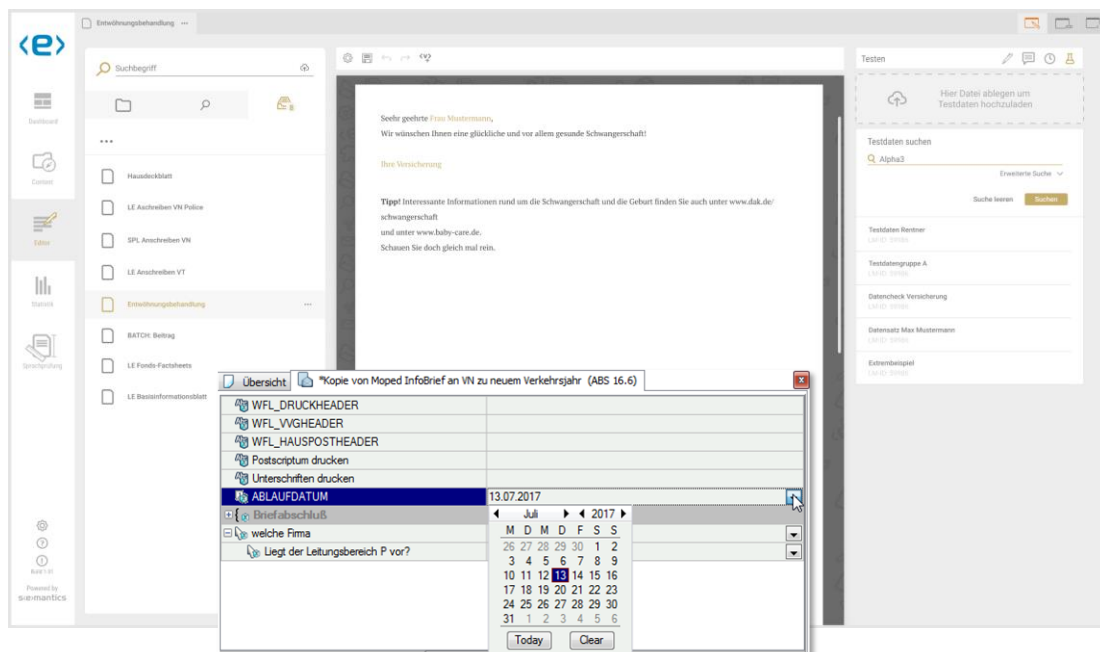 Entwöhnungsbehandlung ...
<e>
Dashboard
Content
Editor
Statistik
Sprachprüfung
Build 1.51
Powered by
semantics
Suchbegriff
8
...
Hausdeckblatt
LE Aschreiben VN Police
SPL Anschreiben VN
LE Anschreiben VT
Entwöhnungsbehandlung ...
BATCH: Beitrag
LE Fonds-Factsheets
LE Basisinformationsblatt
Seehr geehrte Frau Mustermann,
Wir wünschen Ihnen eine glückliche und vor allem gesunde Schwangerschaft!
Ihre Versicherung
Tipp! Interessante Informationen rund um die Schwangerschaft und die Geburt finden Sie auch unter www.dak.de/
schwangerschaft
und unter www.baby-care.de.
Schauen Sie doch gleich mal rein.
Testen
Hier Datei ablegen um
Testdaten hochzuladen
Testdaten suchen
Alpha3
Erweiterte Suche
Suche leeren Suchen
Testdaten Rentner
Testdatengruppe A
Datencheck Versicherung
Datensatz Max Mustermann
Extrembeispiel
Übersicht *Kopie von Moped InfoBrief an VN zu neuem Verkehrsjahr (ABS 16.6)
WFL_DRUCKHEADER
WFL_VVGHEADER
WFL_HAUSPOSTHEADER
Postscriptum drucken
Unterschriften drucken
ABLAUFDATUM 13.07.2017
Briefabschluß
welche Firma
Liegt der Leitungsbereich P vor?
Juli 2017
M D M D F S S
26 27 28 29 30 1 2
3 4 5 6 7 8 9
10 11 12 13 14 15 16
17 18 19 20 21 22 23
24 25 26 27 28 29 30
31 1 2 3 4 5 6
Today Clear